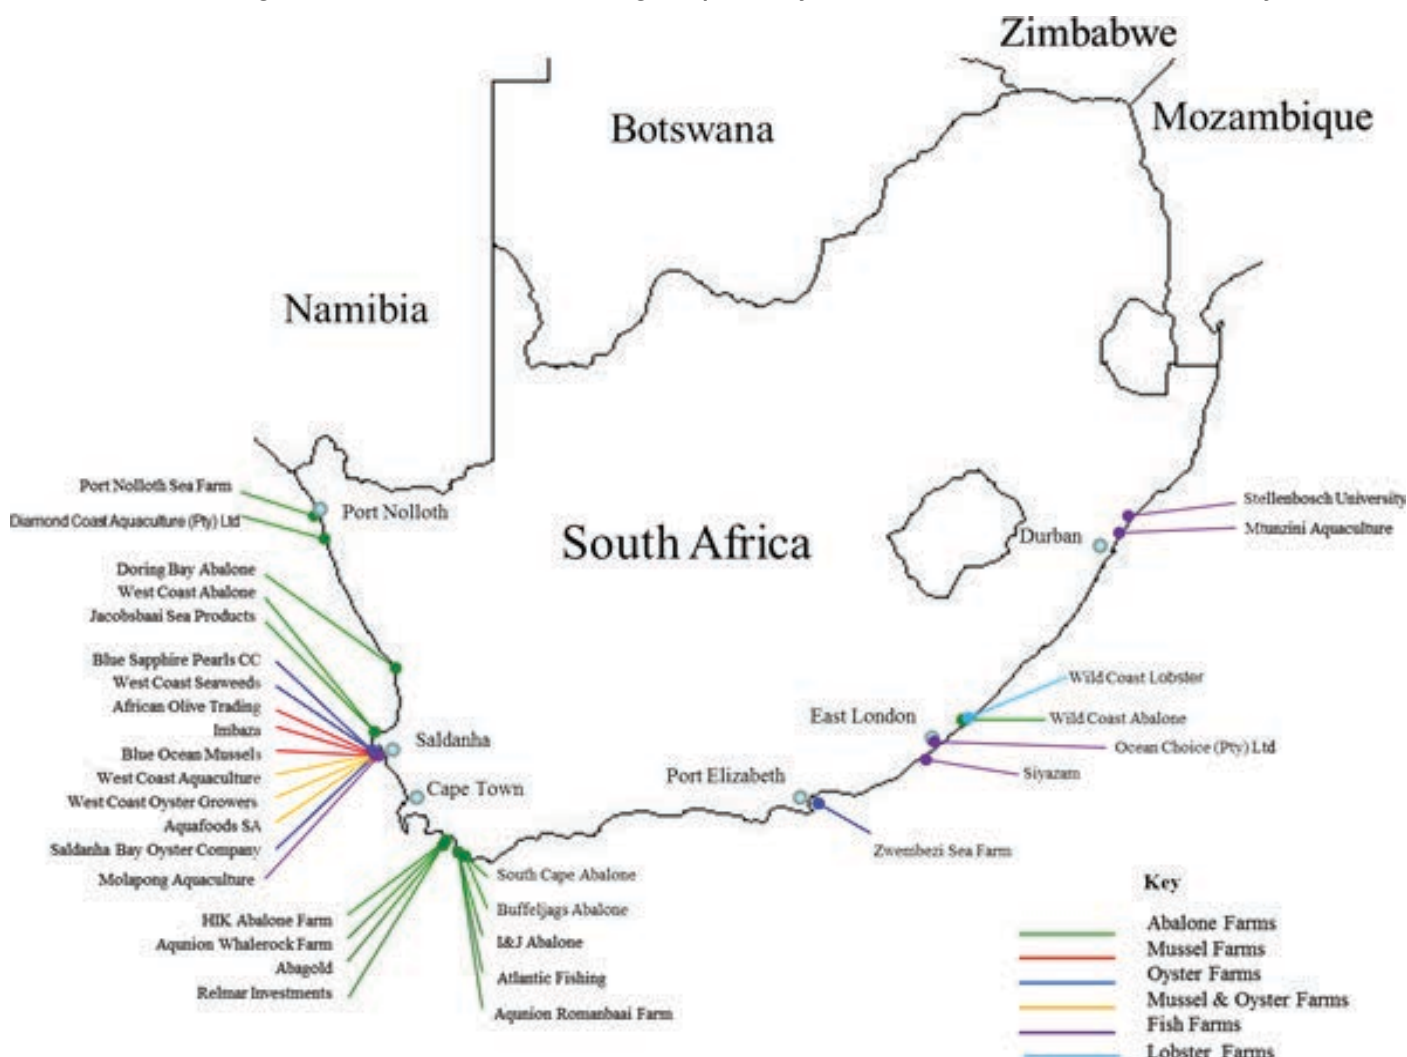 Zimbabwe
Botswana
Mozambique
Namibia
Port Nolloth Sea Farm
Port Nolloth
Diamond Coast Aquaculture (Pty) Ltd
South Africa
Durban
Stellenbosch University
Mtunzini Aquaculture
Doring Bay Abalone
West Coast Abalone
Jacobsbaai Sea Products
Blue Sapphire Pearls CC
West Coast Seaweeds
African Olive Trading
Imbaza
Blue Ocean Mussels
West Coast Aquaculture
West Coast Oyster Growers
Aquafoods SA
Saldanha Bay Oyster Company
Molapong Aquaculture
Saldanha
Cape Town
Port Elizabeth
East London
Wild Coast Lobster
Wild Coast Abalone
Ocean Choice (Pty) Ltd
Siyazam
Zwembezi Sea Farm
HIK Abalone Farm
Aqunion Whalerock Farm
Abagold
Relmar Investments
South Cape Abalone
Buffeljags Abalone
I&J Abalone
Atlantic Fishing
Aqunion Romanbaai Farm
Key
Abalone Farms
Mussel Farms
Oyster Farms
Mussel & Oyster Farms
Fish Farms
Lobster Farms